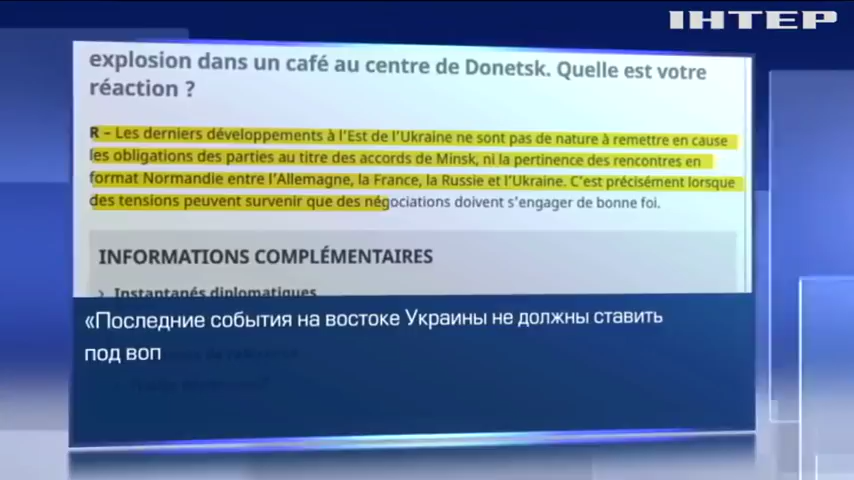 ІНТЕР
explosion dans un café au centre de Donetsk. Quelle est votre
réaction ?
R – Les derniers développements à l'Est de l'Ukraine ne sont pas de nature à remettre en cause
les obligations des parties au titre des accords de Minsk, ni la pertinence des rencontres en
format Normandie entre l'Allemagne, la France, la Russie et l'Ukraine. C'est précisément lorsque
des tensions peuvent survenir que des négociations doivent s'engager de bonne foi.
INFORMATIONS COMPLÉMENTAIRES
› Instantanés diplomatiques
«Последние события на востоке Украины не должны ставить
под воп